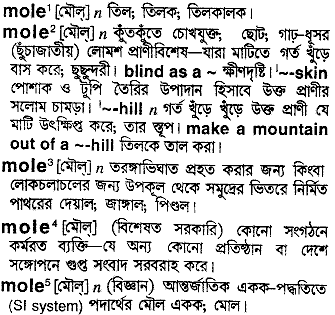 mole¹ [মৌল্] n তিল; তিলক; তিলকালক।
mole² [মৌল্] n কুঁতকুঁতে চোখযুক্ত, ছোট, গাঢ়-ধূসর
(ছুঁচাজাতীয়) লোমশ প্রাণীবিশেষ—যারা মাটিতে গর্ত খুঁড়ে
বাস করে; ছুছুন্দরী। blind as a ~ ক্ষীণদৃষ্টি। ˈ~-skin
পোশাক ও টুপি তৈরির উপাদান হিসাবে উক্ত প্রাণীর
সলোম চামড়া। ˈ~-hill n গর্ত খুঁড়ে খুঁড়ে উক্ত প্রাণী যে
মাটি উৎক্ষিপ্ত করে; তার স্তূপ। make a mountain
out of a ~-hill তিলকে তাল করা।
mole³ [মৌল্] n তরঙ্গাভিঘাত প্রহত করার জন্য কিংবা
লোকচলাচলের জন্য উপকূল থেকে সমুদ্রের ভিতরে নির্মিত
পাথরের দেয়াল; জাঙ্গাল; পিণ্ডল।
mole⁴ [মৌল্] (বিশেষত সরকারি) কোনো সংগঠনে
কর্মরত ব্যক্তি—যে অন্য কোনো প্রতিষ্ঠান বা দেশে
সঙ্গোপনে গুপ্ত সংবাদ সরবরাহ করে।
mole⁵ [মৌল্] n (বিজ্ঞান) আন্তর্জাতিক একক-পদ্ধতিতে
(SI system) পদার্থের মৌল একক; মোল।